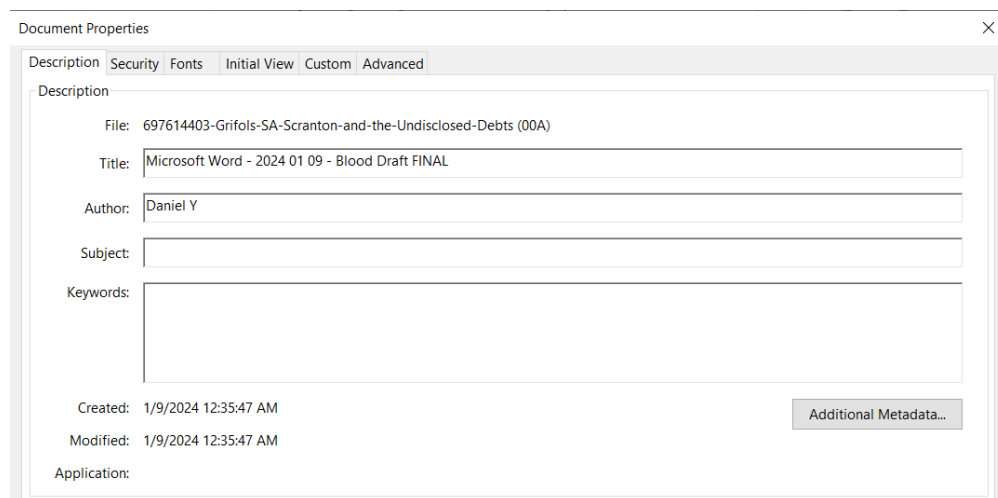 Document Properties
Description Security Fonts Initial View Custom Advanced
Description
File: 697614403-Grifols-SA-Scranton-and-the-Undisclosed-Debts (00A)
Title: Microsoft Word - 2024 01 09 - Blood Draft FINAL
Author: Daniel Y
Subject:
Keywords:
Created: 1/9/2024 12:35:47 AM
Additional Metadata...
Modified: 1/9/2024 12:35:47 AM
Application: